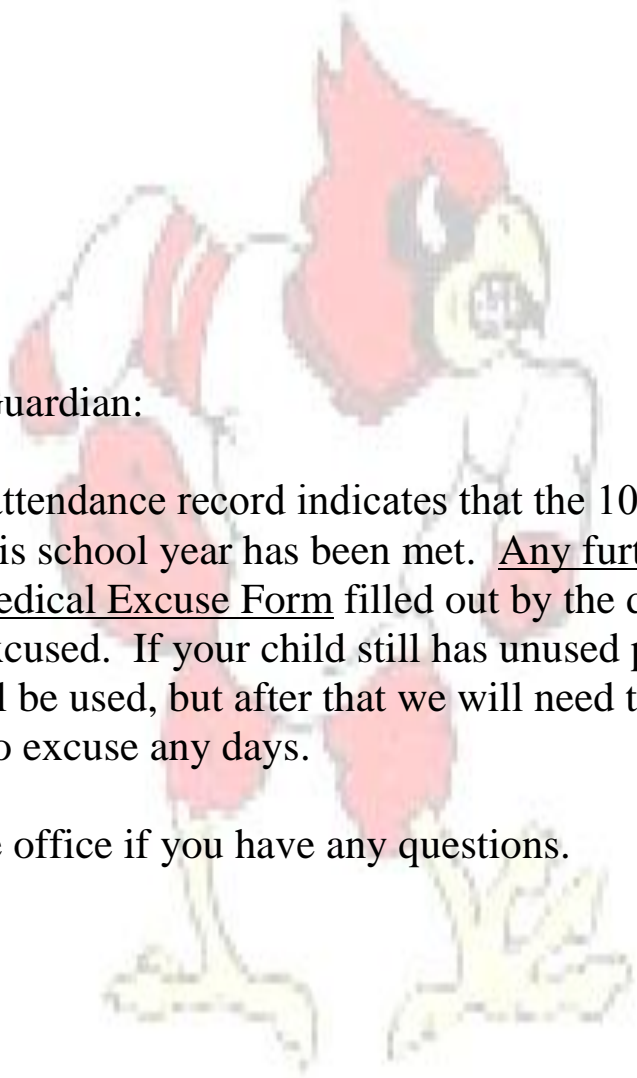 uardian:
attendance record indicates that the 10
is school year has been met. Any furt
edical Excuse Form filled out by the
xcused. If your child still has unused
l be used, but after that we will need
o excuse any days.
e office if you have any questions.